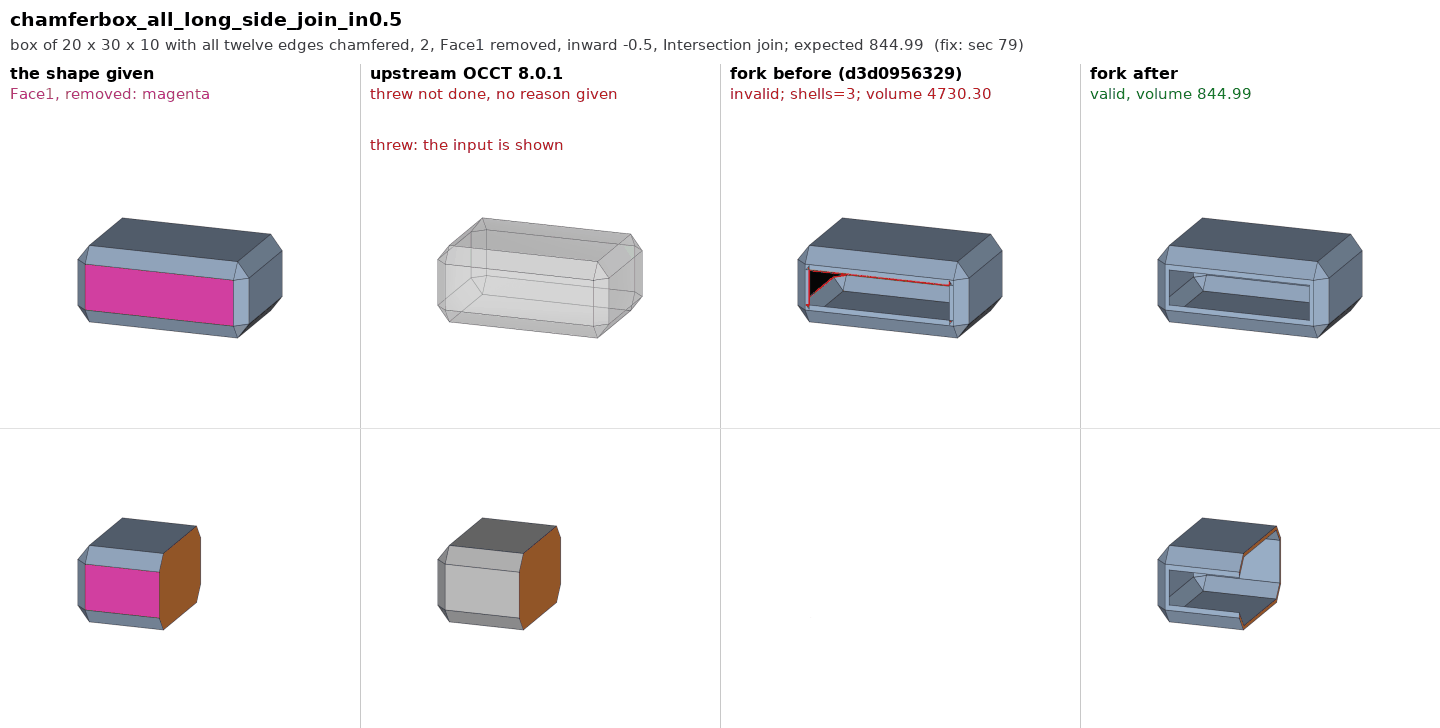 chamferbox_all_long_side_join_in0.5
box of 20 x 30 x 10 with all twelve edges chamfered, 2, Face1 removed, inward -0.5, Intersection join; expected 844.99  (fix: sec 79)
the shape given
Face1, removed: magenta
upstream OCCT 8.0.1
threw not done, no reason given
threw: the input is shown
fork before (d3d0956329)
invalid; shells=3; volume 4730.30
fork after
valid, volume 844.99